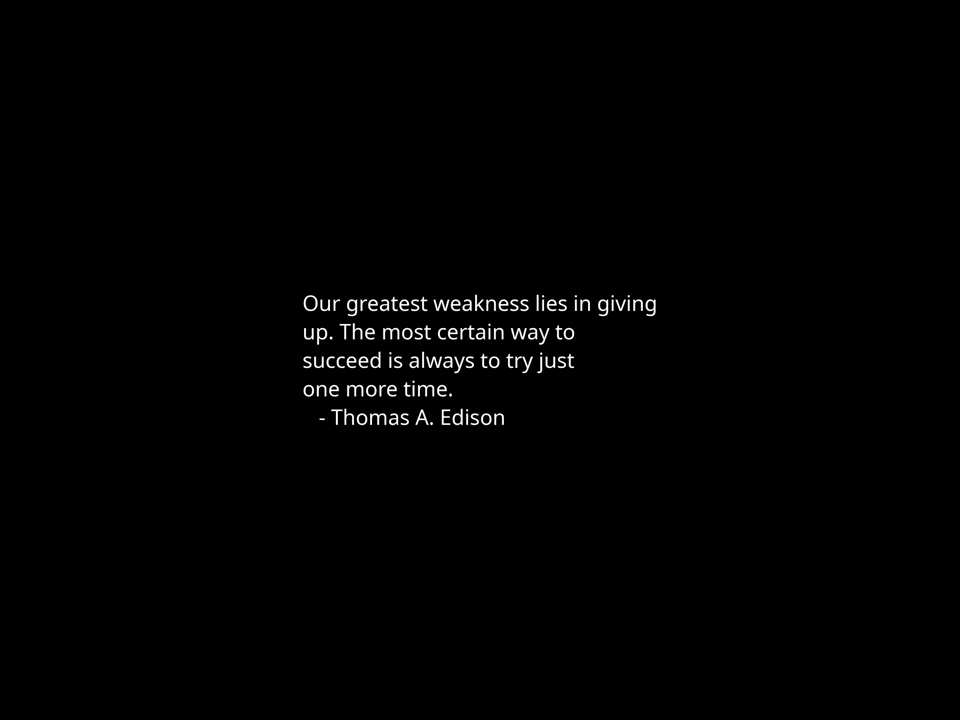 Our greatest weakness lies in giving
up. The most certain way to
succeed is always to try just
one more time.
- Thomas A. Edison